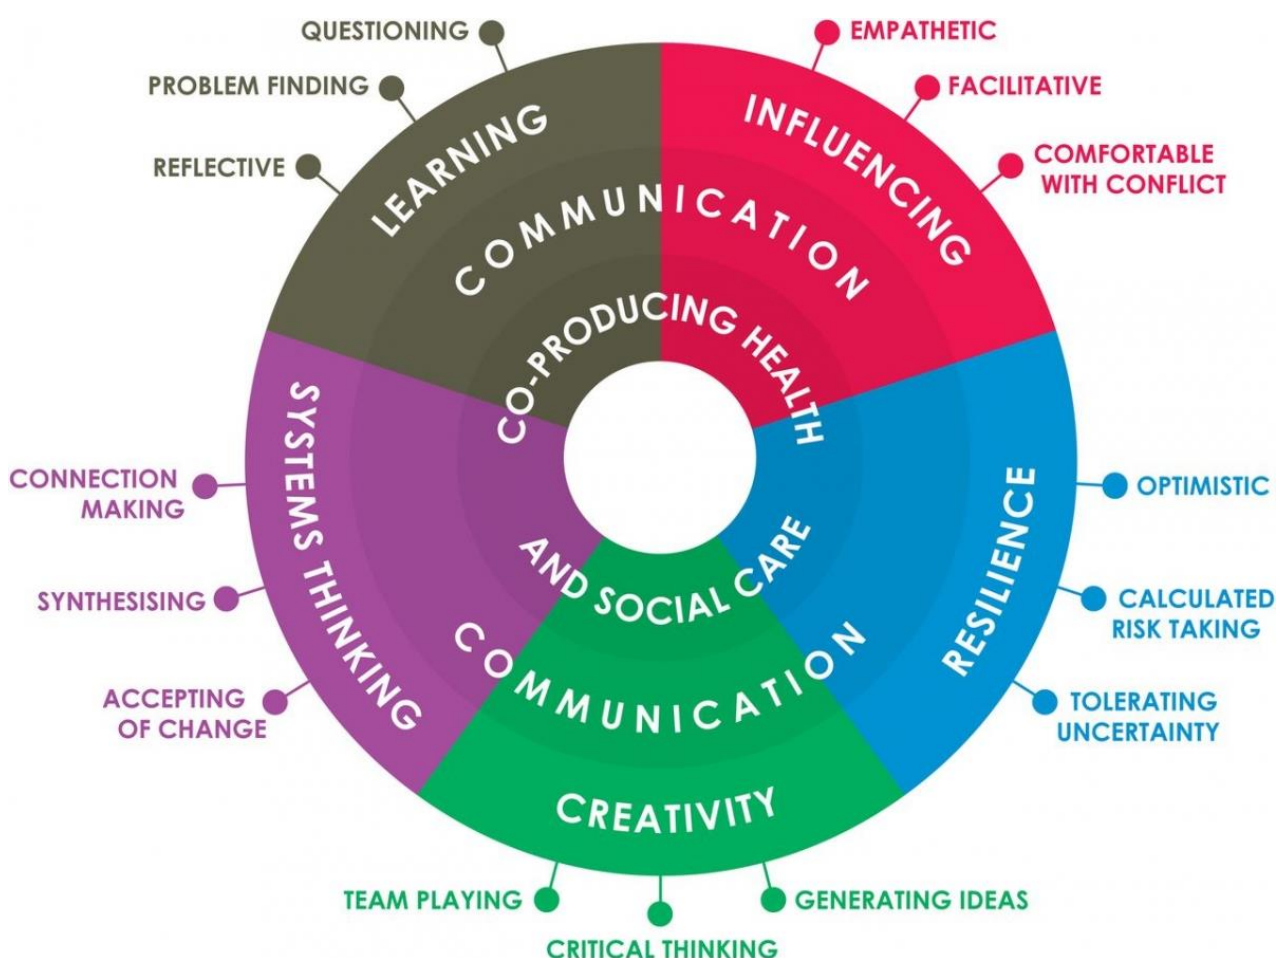 QUESTIONING
PROBLEM FINDING
REFLECTIVE
LEARNING
EMPATHETIC
FACILITATIVE
COMFORTABLE
WITH CONFLICT
INFLUENCING
COMMUNICATION
CO-PRODUCING HEALTH
AND SOCIAL CARE
COMMUNICATION
SYSTEMS THINKING
CONNECTION
MAKING
SYNTHESISING
ACCEPTING
OF CHANGE
RESILIENCE
OPTIMISTIC
CALCULATED
RISK TAKING
TOLERATING
UNCERTAINTY
CREATIVITY
TEAM PLAYING
CRITICAL THINKING
GENERATING IDEAS